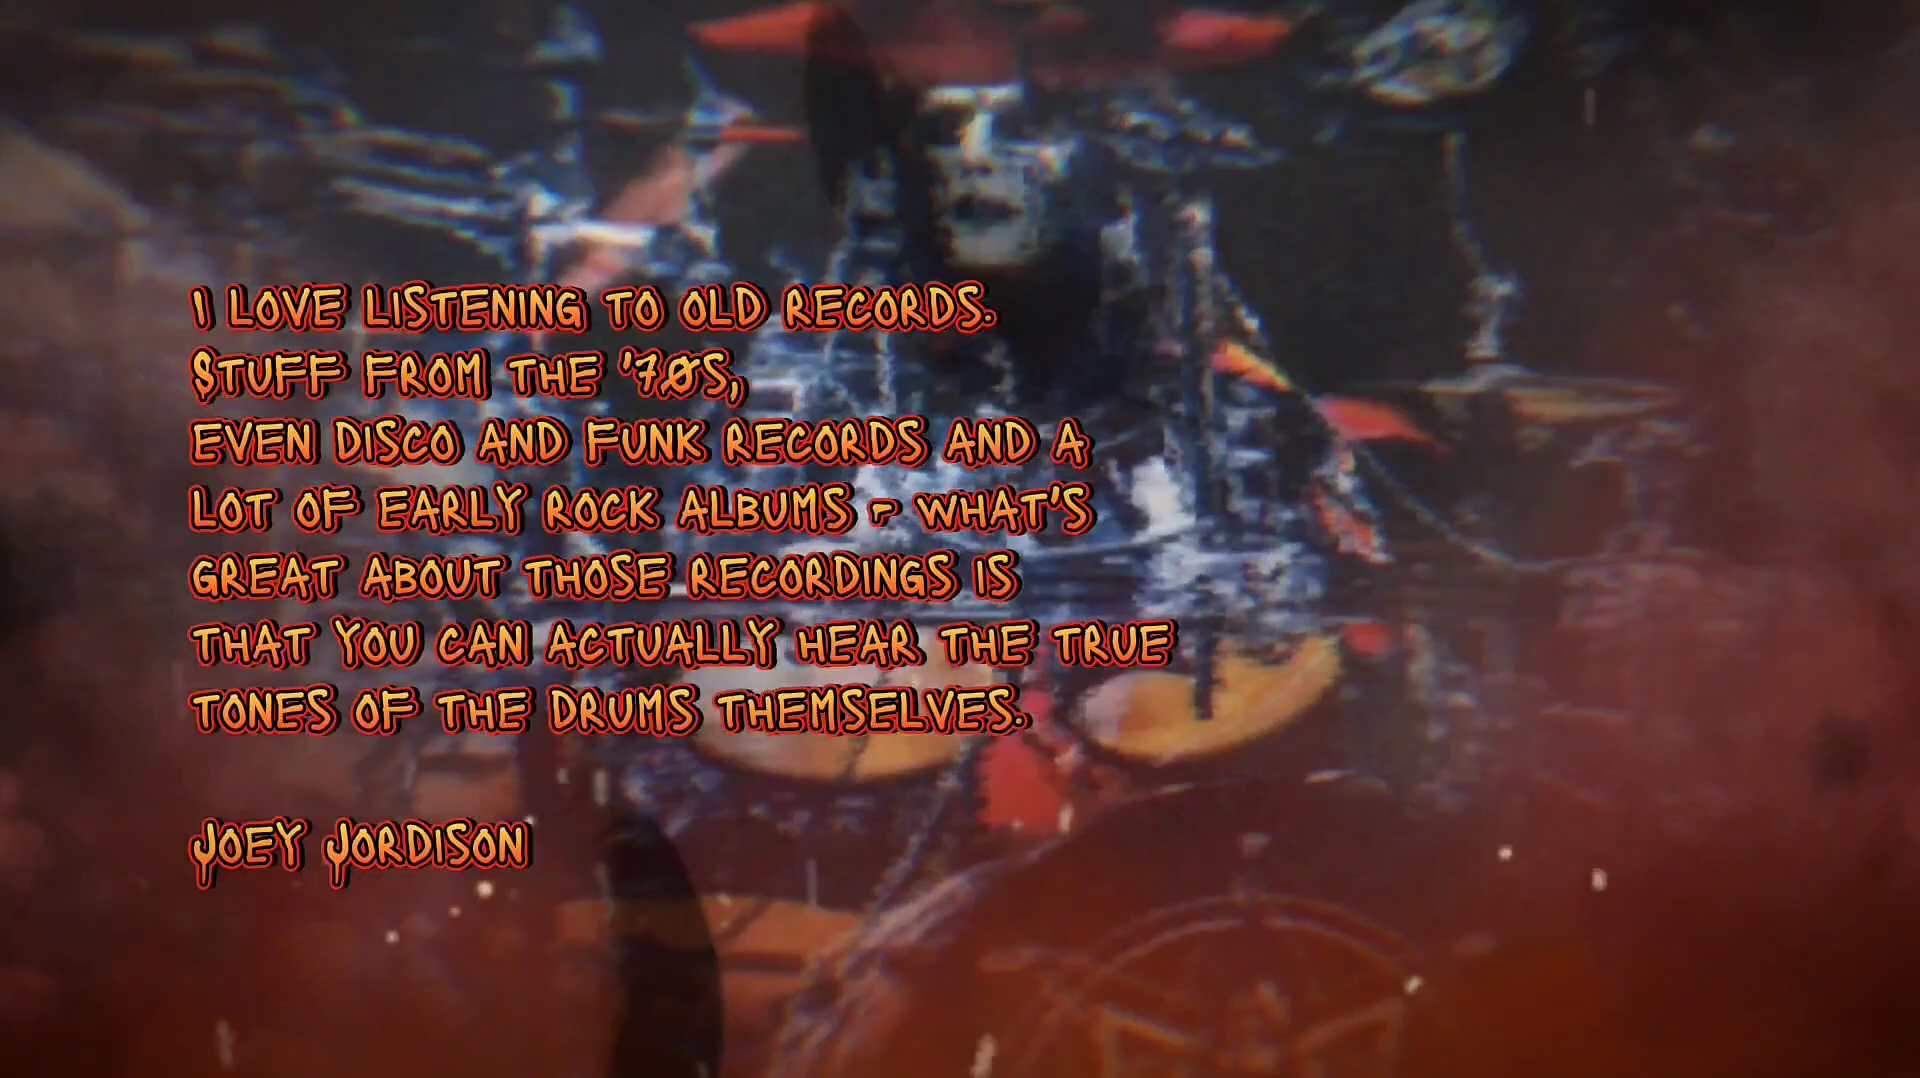 I LOVE LISTENING TO OLD RECORDS.
$TUFF FROM THE '70S,
EVEN DISCO AND FUNK RECORDS AND A
LOT OF EARLY ROCK ALBUMS - WHAT'S
GREAT ABOUT THOSE RECORDINGS IS
THAT YOU CAN ACTUALLY HEAR THE TRUE
TONES OF THE DRUMS THEMSELVES.
JOEY JORDISON